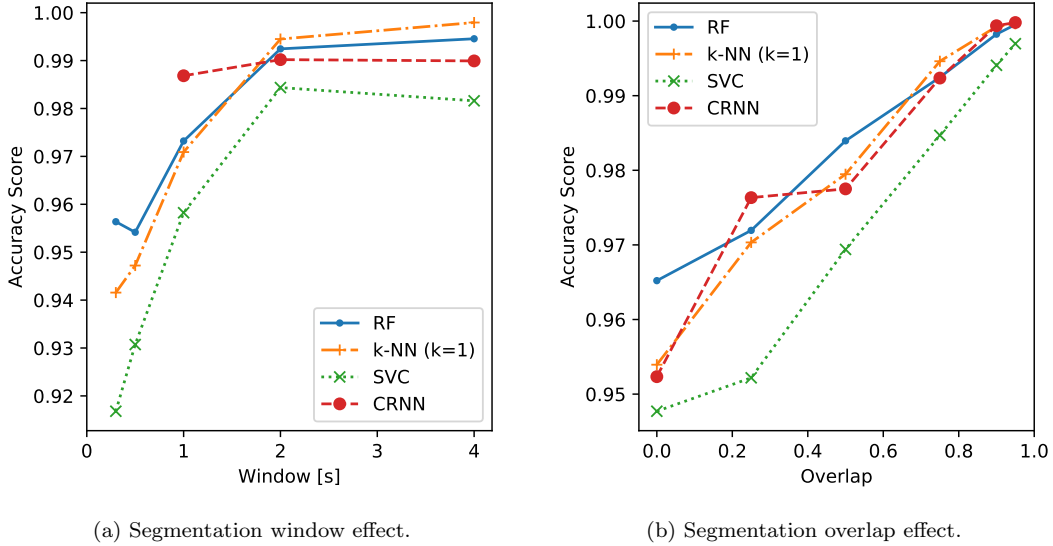 1.00
0.99
0.98
0.97
0.96
0.95
0.94
0.93
0.92
Accuracy Score
0
1
2
3
4
Window [s]
RF
k-NN (k=1)
SVC
CRNN
(a) Segmentation window effect.
1.00
0.99
0.98
0.97
0.96
0.95
Accuracy Score
0.0
0.2
0.4
0.6
0.8
1.0
Overlap
RF
k-NN (k=1)
SVC
CRNN
(b) Segmentation overlap effect.